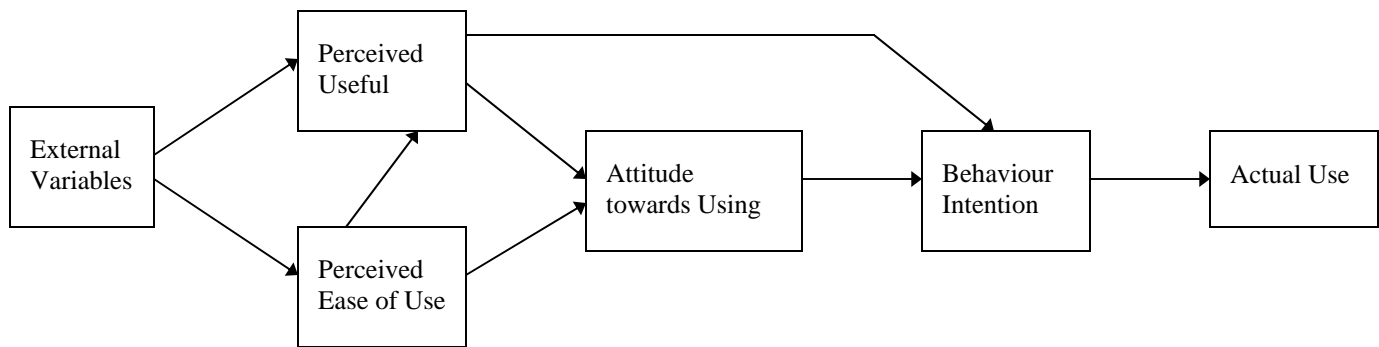 External
Variables
Perceived
Useful
Perceived
Ease of Use
Attitude
towards Using
Behaviour
Intention
Actual Use